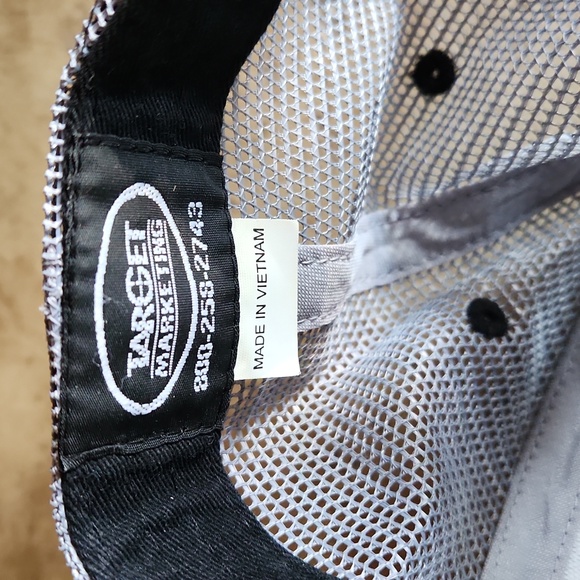 TARGET
MARKETING
800-258-2743
MADE IN VIETNAM